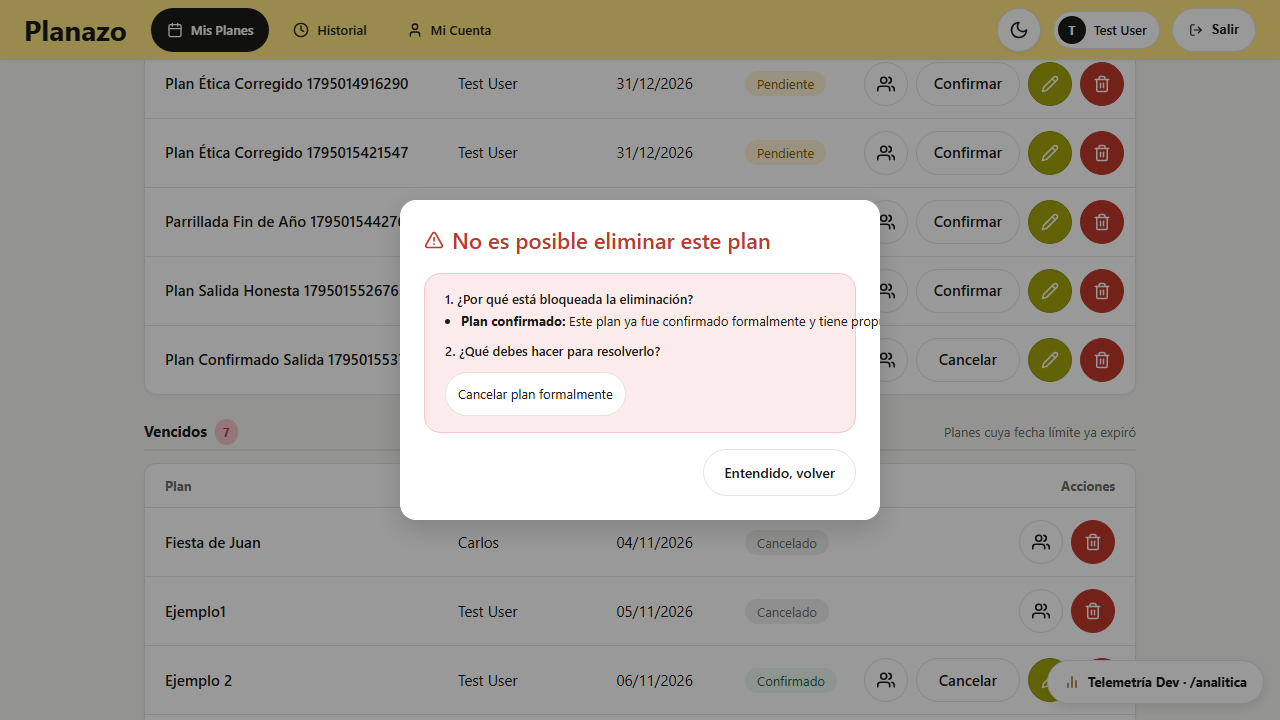 Planazo
Mis Planes
Historial
Mi Cuenta
T
Test User
Salir
Plan Ética Corregido 1795014916290
Test User
31/12/2026
Pendiente
Confirmar
Plan Ética Corregido 1795015421547
Test User
31/12/2026
Pendiente
Confirmar
Parrillada Fin de Año 179501544276
Confirmar
Plan Salida Honesta 179501552676
Confirmar
Plan Confirmado Salida 1795015537
Cancelar
No es posible eliminar este plan
1. ¿Por qué está bloqueada la eliminación?
• Plan confirmado: Este plan ya fue confirmado formalmente y tiene
2. ¿Qué debes hacer para resolverlo?
Cancelar plan formalmente
Entendido, volver
Vencidos 7
Planes cuya fecha límite ya expiró
Plan
Acciones
Fiesta de Juan
Carlos
04/11/2026
Cancelado
Ejemplo1
Test User
05/11/2026
Cancelado
Ejemplo 2
Test User
06/11/2026
Confirmado
Cancelar
Telemetría Dev · /analitica